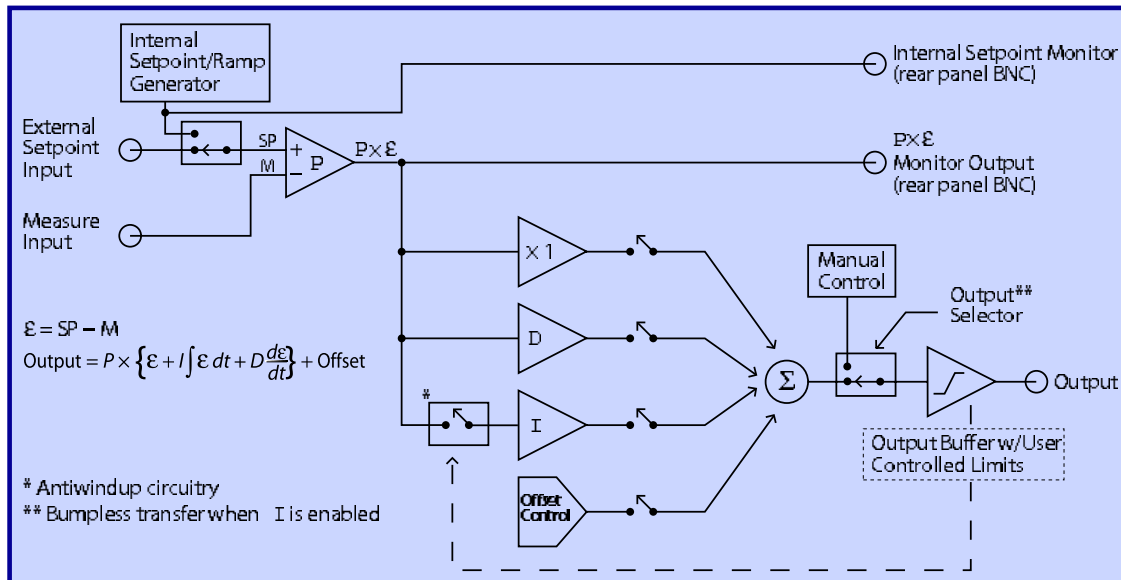 Internal
Setpoint/Ramp
Generator
Internal Setpoint Monitor
(rear panel BNC)
External
Setpoint
Input
SP
+
M
−
P
P×ε
P×ε
Monitor Output
(rear panel BNC)
Measure
Input
×1
Manual
Control
Output**
Selector
ε = SP − M
Output = P × {ε + I∫ε dt + D dε/dt} + Offset
D
Σ
Output
*
I
Output Buffer w/User
Controlled Limits
* Antiwindup circuitry
** Bumpless transfer when I is enabled
Offset
Control